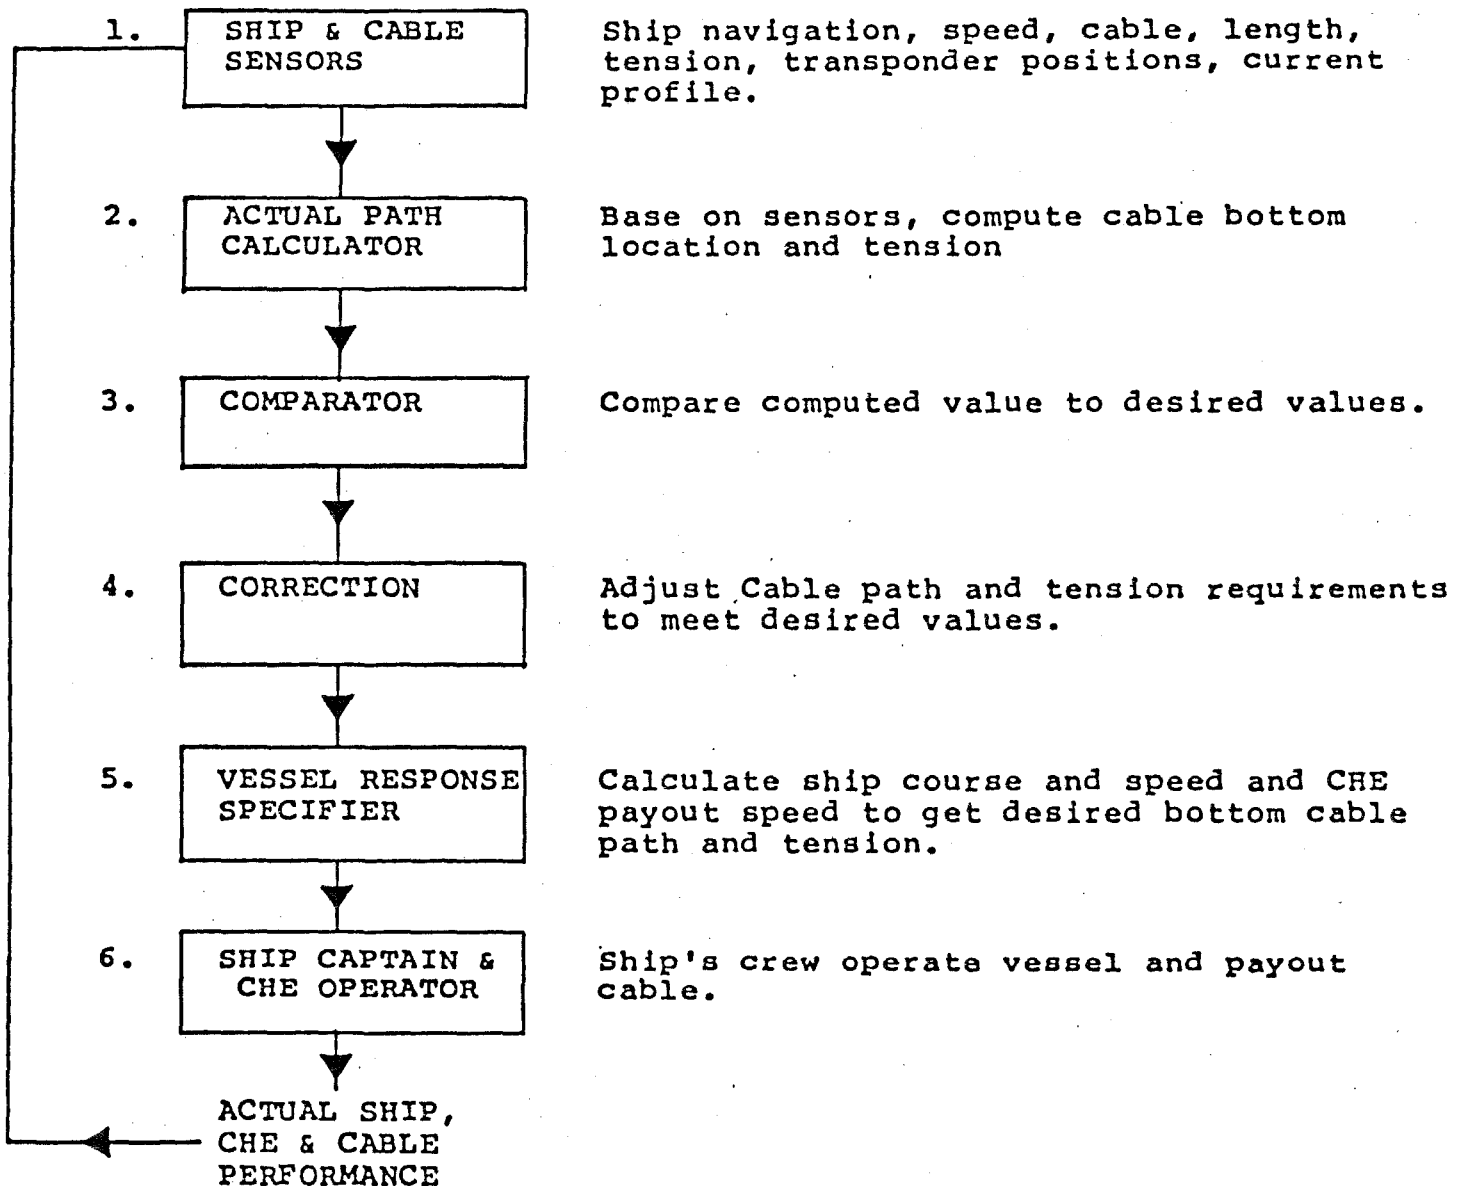 1.
SHIP & CABLE
SENSORS
Ship navigation, speed, cable, length,
tension, transponder positions, current
profile.
2.
ACTUAL PATH
CALCULATOR
Base on sensors, compute cable bottom
location and tension
3.
COMPARATOR
Compare computed value to desired values.
4.
CORRECTION
Adjust Cable path and tension requirements
to meet desired values.
5.
VESSEL RESPONSE
SPECIFIER
Calculate ship course and speed and CHE
payout speed to get desired bottom cable
path and tension.
6.
SHIP CAPTAIN &
CHE OPERATOR
Ship's crew operate vessel and payout
cable.
ACTUAL SHIP,
CHE & CABLE
PERFORMANCE